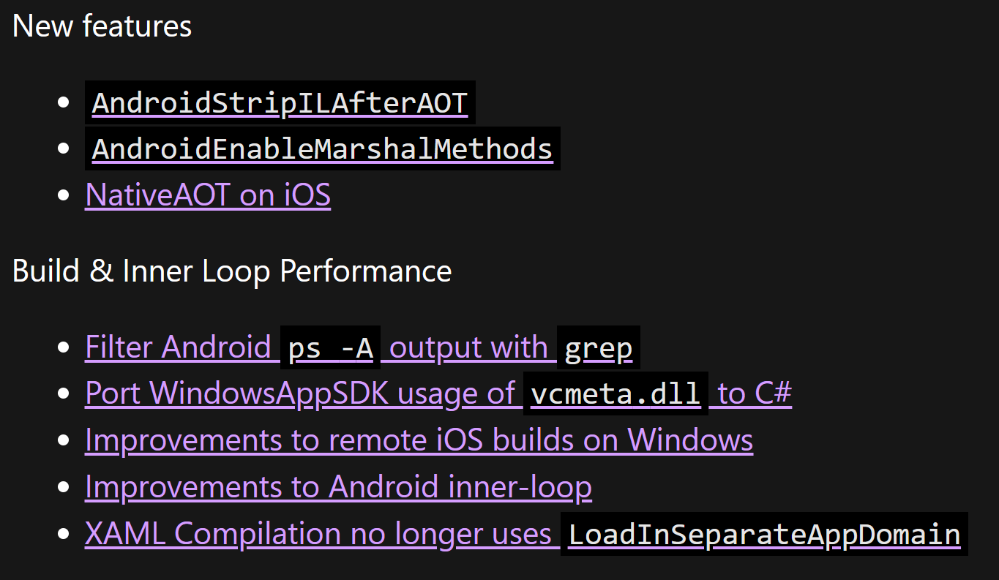 New features
AndroidStripILAfterAOT
AndroidEnableMarshalMethods
NativeAOT on iOS
Build & Inner Loop Performance
Filter Android ps -A output with grep
Port WindowsAppSDK usage of vcmeta.dll to C#
Improvements to remote iOS builds on Windows
Improvements to Android inner-loop
XAML Compilation no longer uses LoadInSeparateAppDomain